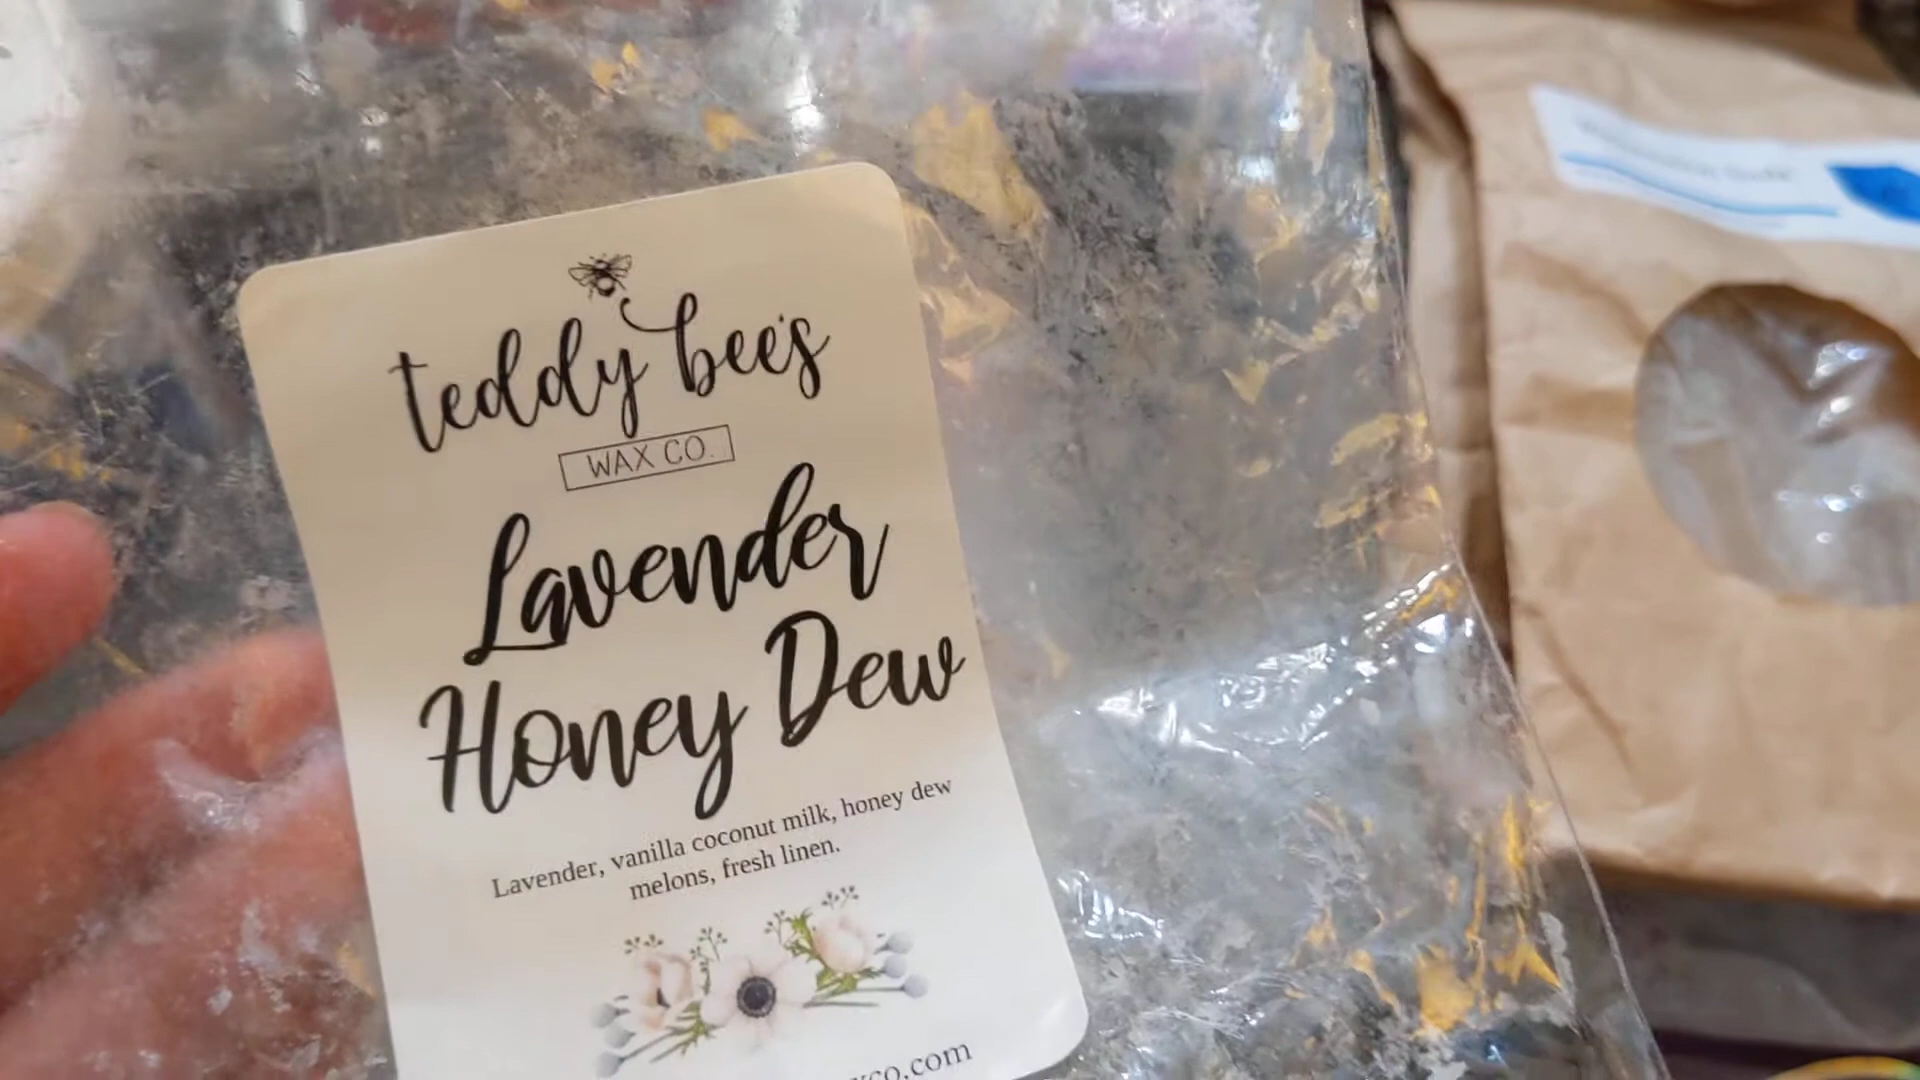 teddy bee's
WAX CO.
Lavender
Honey Dew
Lavender, vanilla coconut milk, honey dew
melons, fresh linen.